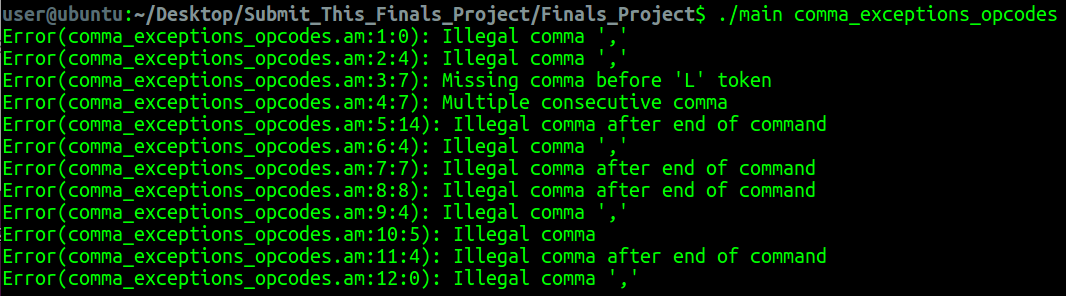 user@ubuntu:~/Desktop/Submit_This_Finals_Project/Finals_Project$ ./main comma_exceptions_opcodes
Error(comma_exceptions_opcodes.am:1:0): Illegal comma ','
Error(comma_exceptions_opcodes.am:2:4): Illegal comma ','
Error(comma_exceptions_opcodes.am:3:7): Missing comma before 'L' token
Error(comma_exceptions_opcodes.am:4:7): Multiple consecutive comma
Error(comma_exceptions_opcodes.am:5:14): Illegal comma after end of command
Error(comma_exceptions_opcodes.am:6:4): Illegal comma ','
Error(comma_exceptions_opcodes.am:7:7): Illegal comma after end of command
Error(comma_exceptions_opcodes.am:8:8): Illegal comma after end of command
Error(comma_exceptions_opcodes.am:9:4): Illegal comma ','
Error(comma_exceptions_opcodes.am:10:5): Illegal comma
Error(comma_exceptions_opcodes.am:11:4): Illegal comma after end of command
Error(comma_exceptions_opcodes.am:12:0): Illegal comma ','